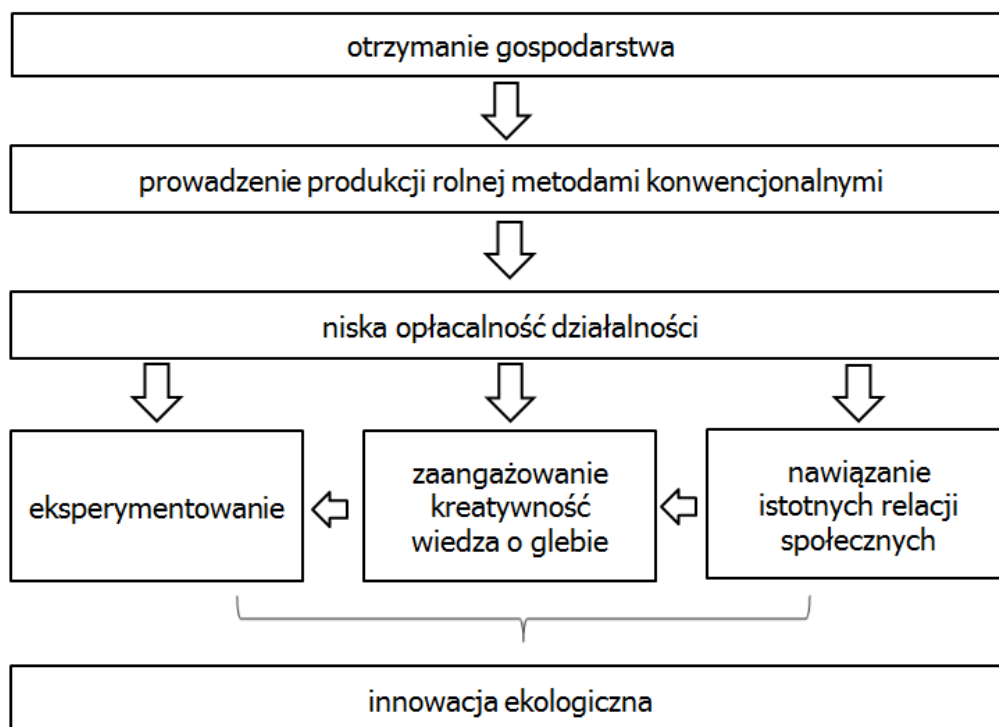 otrzymanie gospodarstwa
prowadzenie produkcji rolnej metodami konwencjonalnymi
niska opłacalność działalności
eksperymentowanie
zaangażowanie
kreatywność
wiedza o glebie
nawiązanie
istotnych relacji
społecznych
innowacja ekologiczna